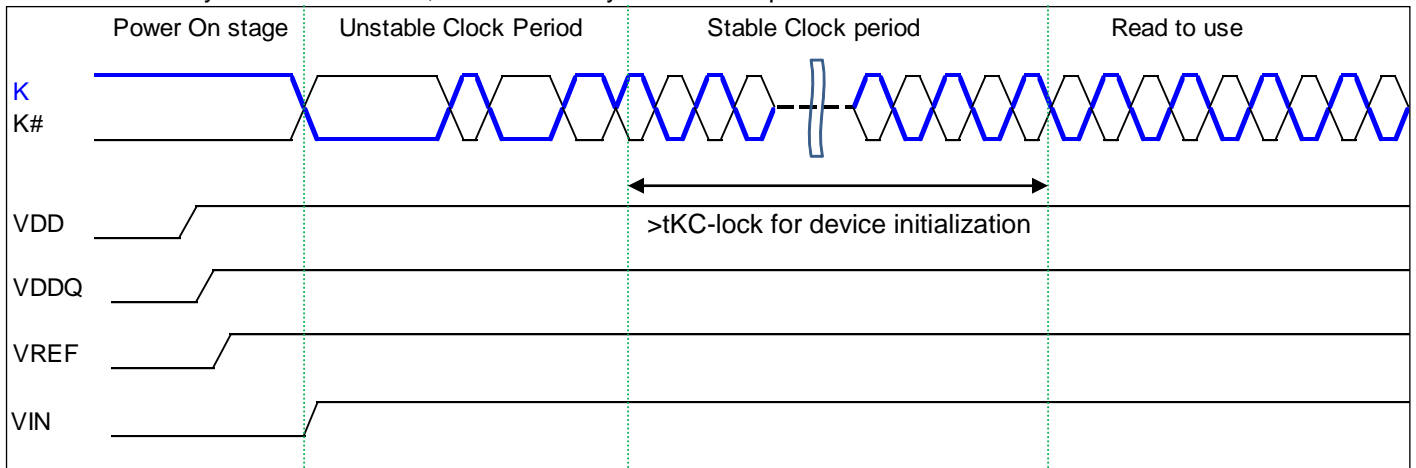 Power On stage Unstable Clock Period Stable Clock period Read to use
K
K#
VDD
>tKC-lock for device initialization
VDDQ
VREF
VIN